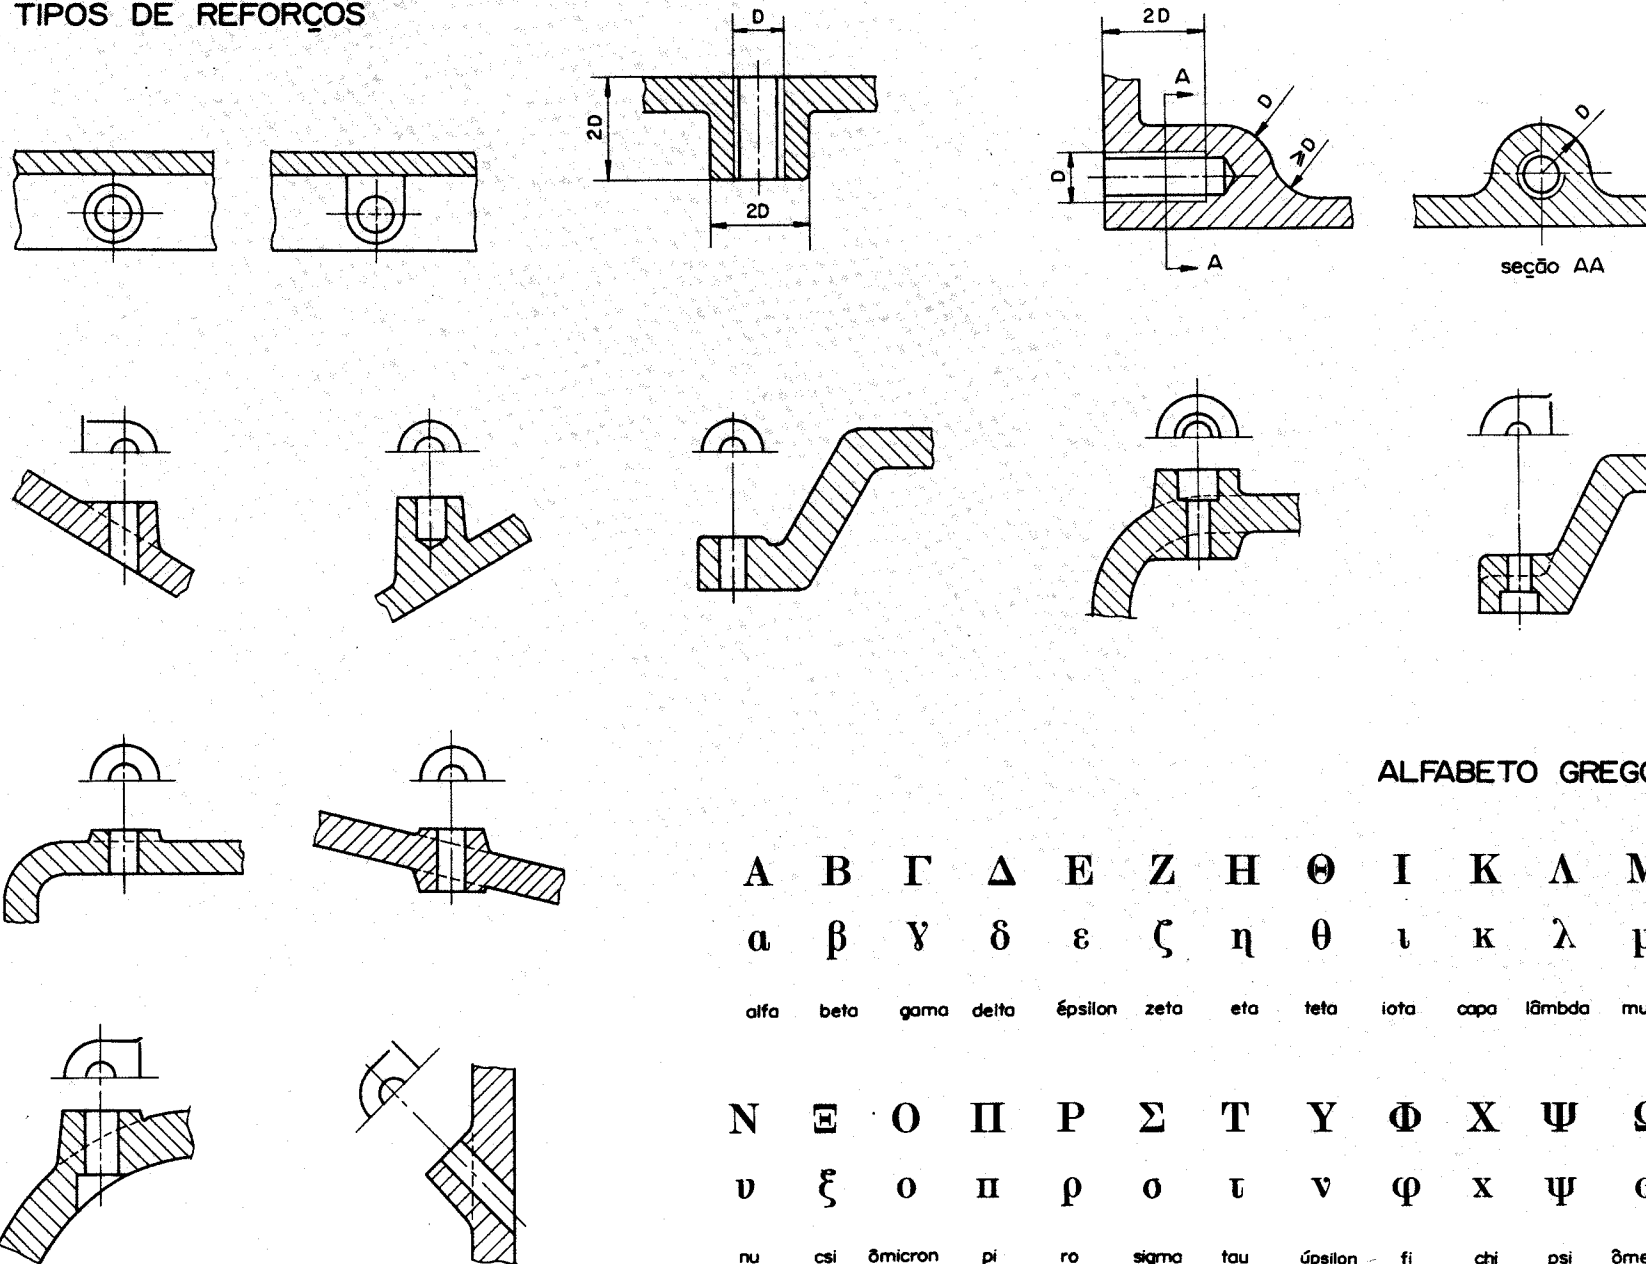 TIPOS DE REFORÇOS
D
2D
2D
2D
A
D
≥D
D
A
D
seção AA
ALFABETO GREGO
Α Β Γ Δ Ε Ζ Η Θ Ι Κ Λ Μ
α β γ δ ε ζ η θ ι κ λ μ
alfa beta gama delta épsilon zeta eta teta iota capa lâmbda mu
Ν Ξ Ο Π Ρ Σ Τ Υ Φ Χ Ψ Ω
υ ξ ο π ρ σ τ ν φ χ ψ
nu csi ômicron pi ro sigma tau úpsilon fi chi psi